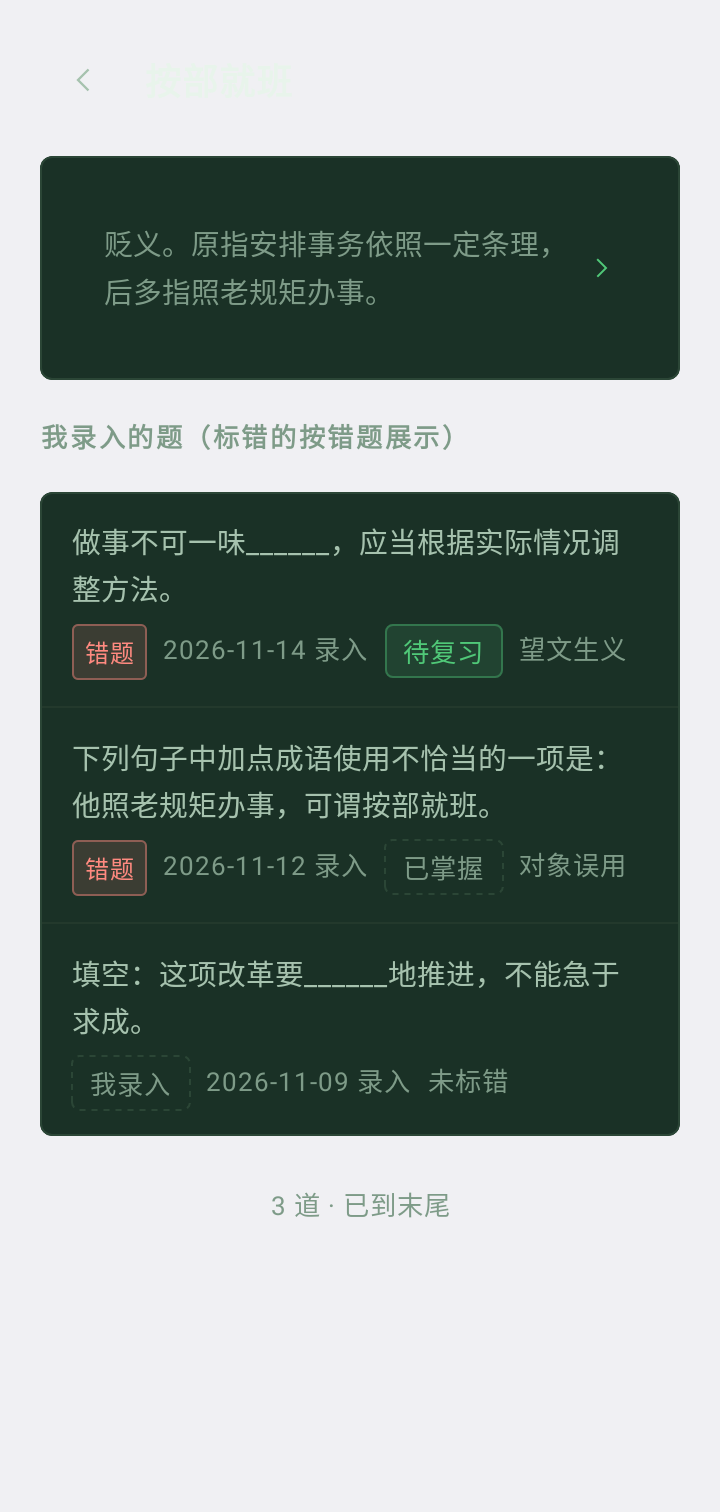 贬义。原指安排事务依照一定条理，
后多指照老规矩办事。
我录入的题（标错的按错题展示）
做事不可一味______，应当根据实际情况调
整方法。
错题 2026-11-14 录入 待复习 望文生义
下列句子中加点成语使用不恰当的一项是：
他照老规矩办事，可谓按部就班。
错题 2026-11-12 录入 已掌握 对象误用
填空：这项改革要______地推进，不能急于
求成。
我录入 2026-11-09 录入 未标错
3 道 · 已到末尾